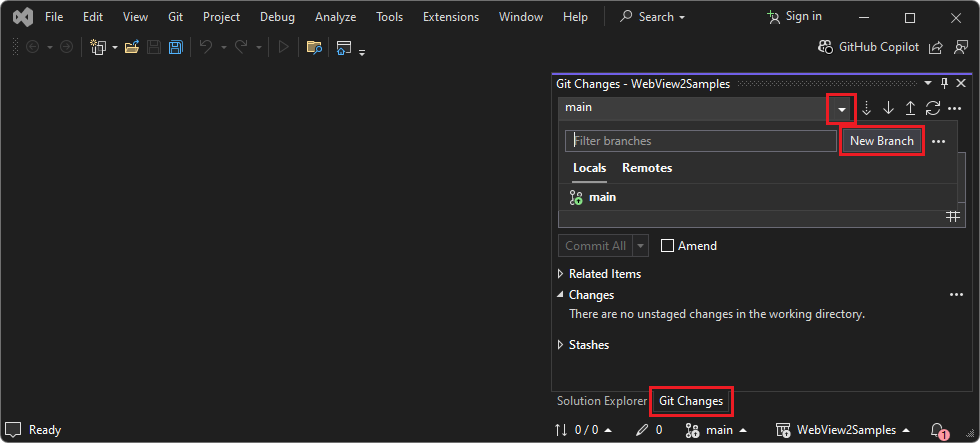 File Edit View Git Project Debug Analyze Tools Extensions Window Help Search Sign in
GitHub Copilot
Git Changes - WebView2Samples
main
Filter branches New Branch
Locals Remotes
main
Commit All Amend
Related Items
Changes
There are no unstaged changes in the working directory.
Stashes
Solution Explorer Git Changes
Ready 0 / 0 0 main WebView2Samples 1